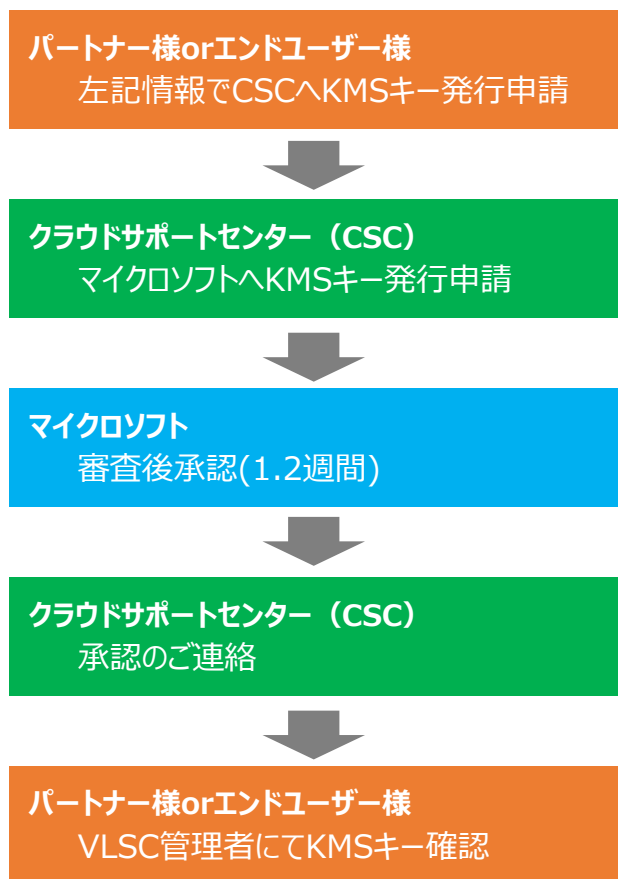 パートナー様orエンドユーザー様
左記情報でCSCへKMSキー発行申請
クラウドサポートセンター（CSC）
マイクロソフトへKMSキー発行申請
マイクロソフト
審査後承認(1.2週間)
クラウドサポートセンター（CSC）
承認のご連絡
パートナー様orエンドユーザー様
VLSC管理者にてKMSキー確認